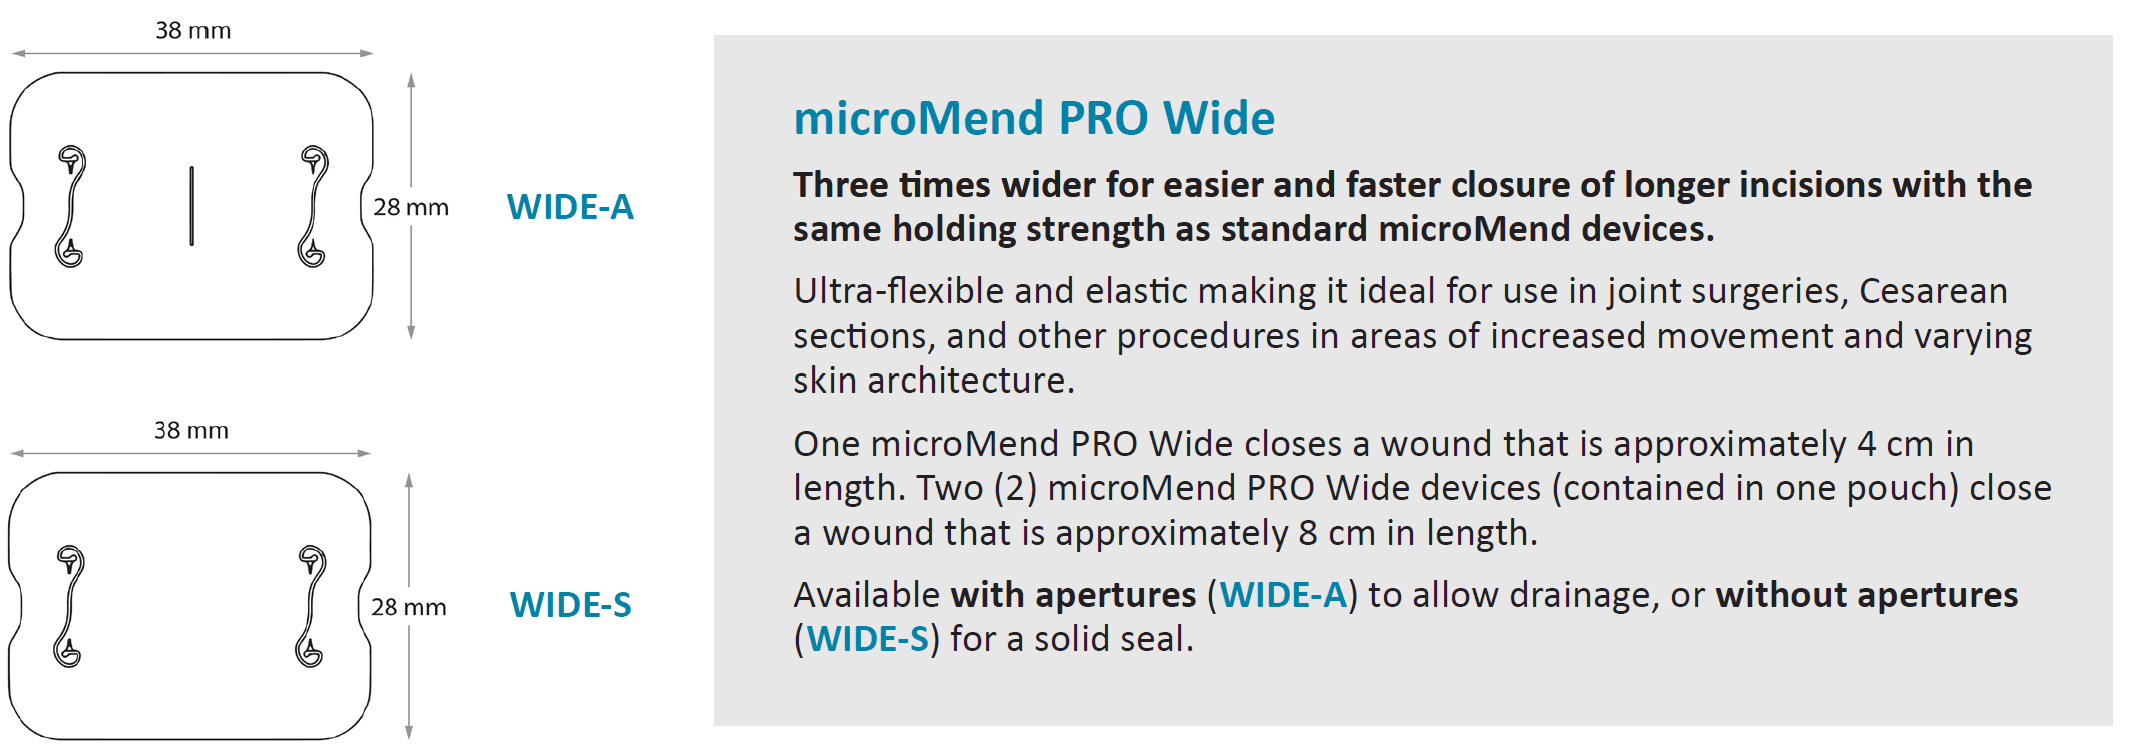 38 mm
28 mm
WIDE-A
38 mm
28 mm
WIDE-S
microMend PRO Wide
Three times wider for easier and faster closure of longer incisions with the
same holding strength as standard microMend devices.
Ultra-flexible and elastic making it ideal for use in joint surgeries, Cesarean
sections, and other procedures in areas of increased movement and varying
skin architecture.
One microMend PRO Wide closes a wound that is approximately 4 cm in
length. Two (2) microMend PRO Wide devices (contained in one pouch) close
a wound that is approximately 8 cm in length.
Available with apertures (WIDE-A) to allow drainage, or without apertures
(WIDE-S) for a solid seal.